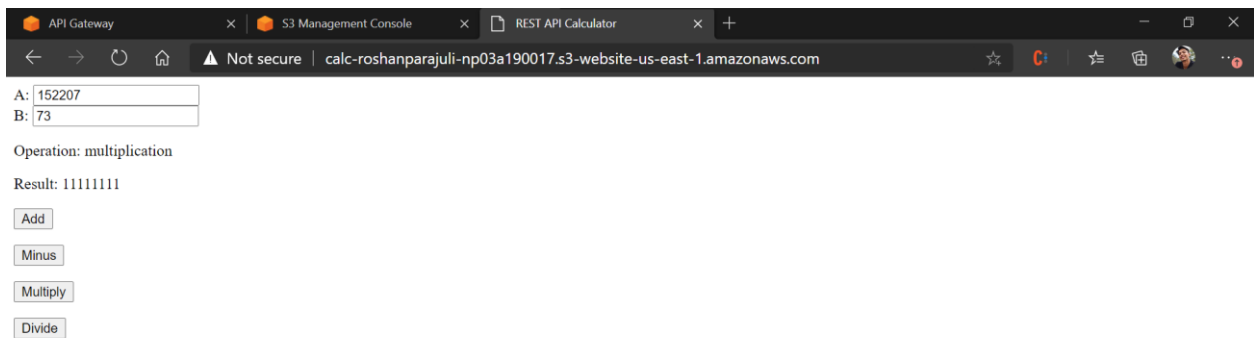 API Gateway S3 Management Console REST API Calculator
Not secure calc-roshanparajuli-np03a190017.s3-website-us-east-1.amazonaws.com
A: 152207
B: 73
Operation: multiplication
Result: 11111111
Add
Minus
Multiply
Divide